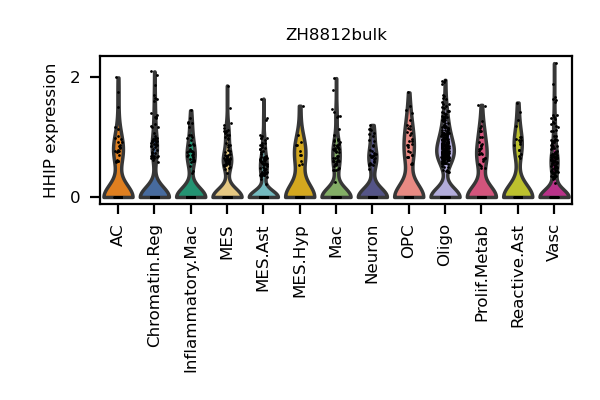 ZH8812bulk
HHIP expression
2
0
AC
Chromatin.Reg
Inflammatory.Mac
MES
MES.Ast
MES.Hyp
Mac
Neuron
OPC
Oligo
Prolif.Metab
Reactive.Ast
Vasc